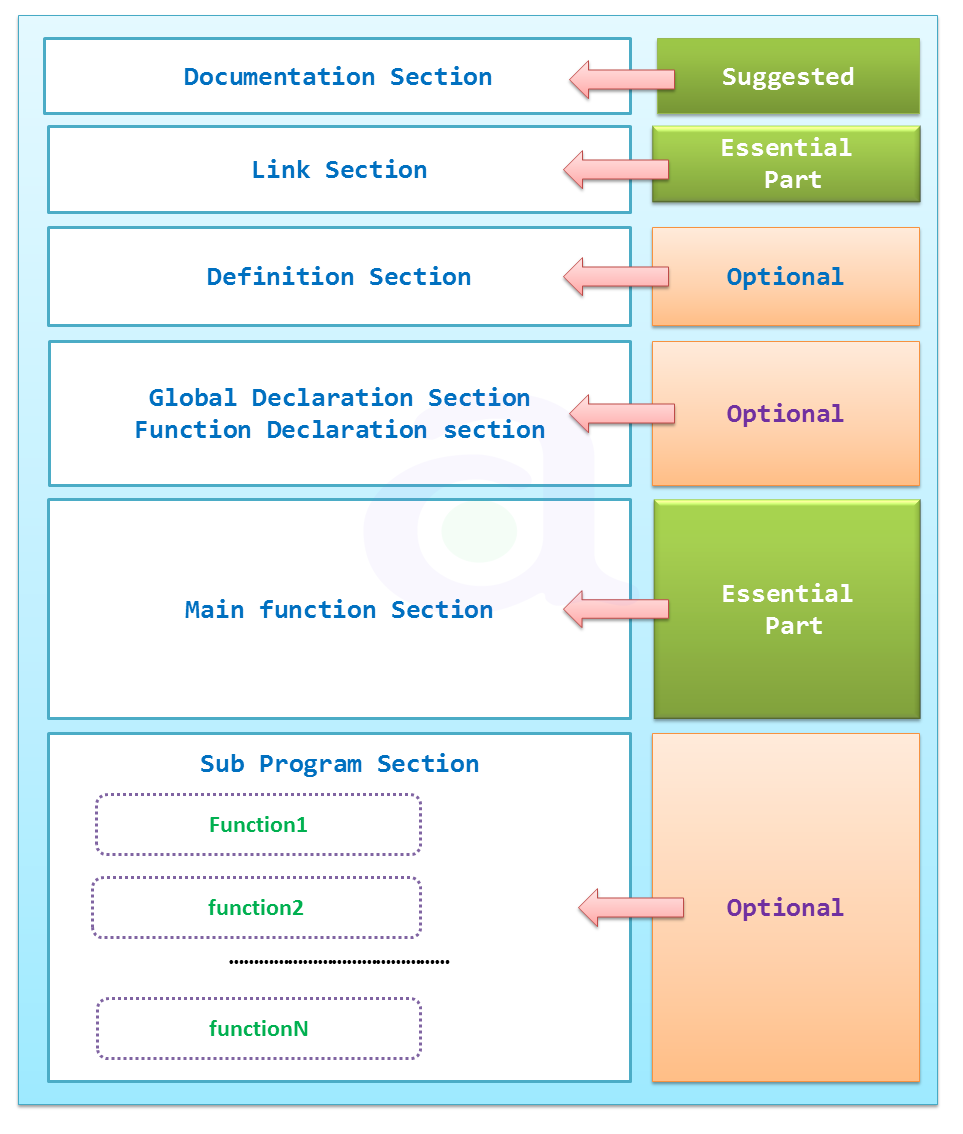 Documentation Section
Suggested
Link Section
Essential
Part
Definition Section
Optional
Global Declaration Section
Function Declaration section
Optional
Main function Section
Essential
Part
Sub Program Section
Function1
function2
functionN
Optional